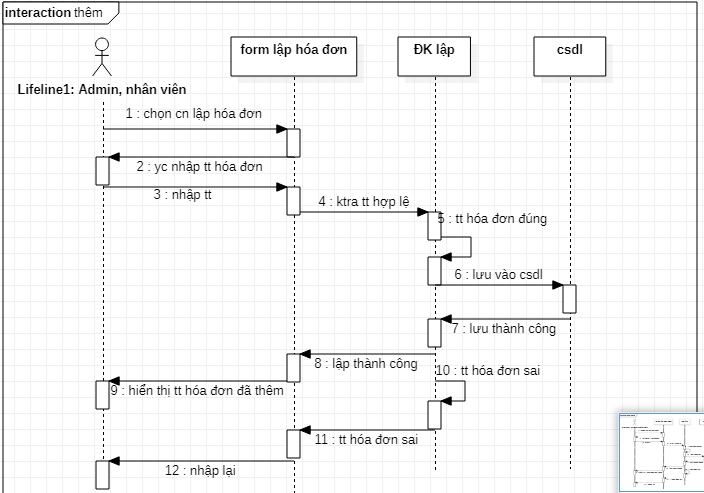 interaction thêm
form lập hóa đơn
ĐK lập
csdl
Lifeline1: Admin, nhân viên
1 : chọn cn lập hóa đơn
2 : yc nhập tt hóa đơn
3 : nhập tt
4 : ktra tt hợp lệ
5 : tt hóa đơn đúng
6 : lưu vào csdl
7 : lưu thành công
8 : lập thành công
10 : tt hóa đơn sai
9 : hiển thị tt hóa đơn đã thêm
11 : tt hóa đơn sai
12 : nhập lại